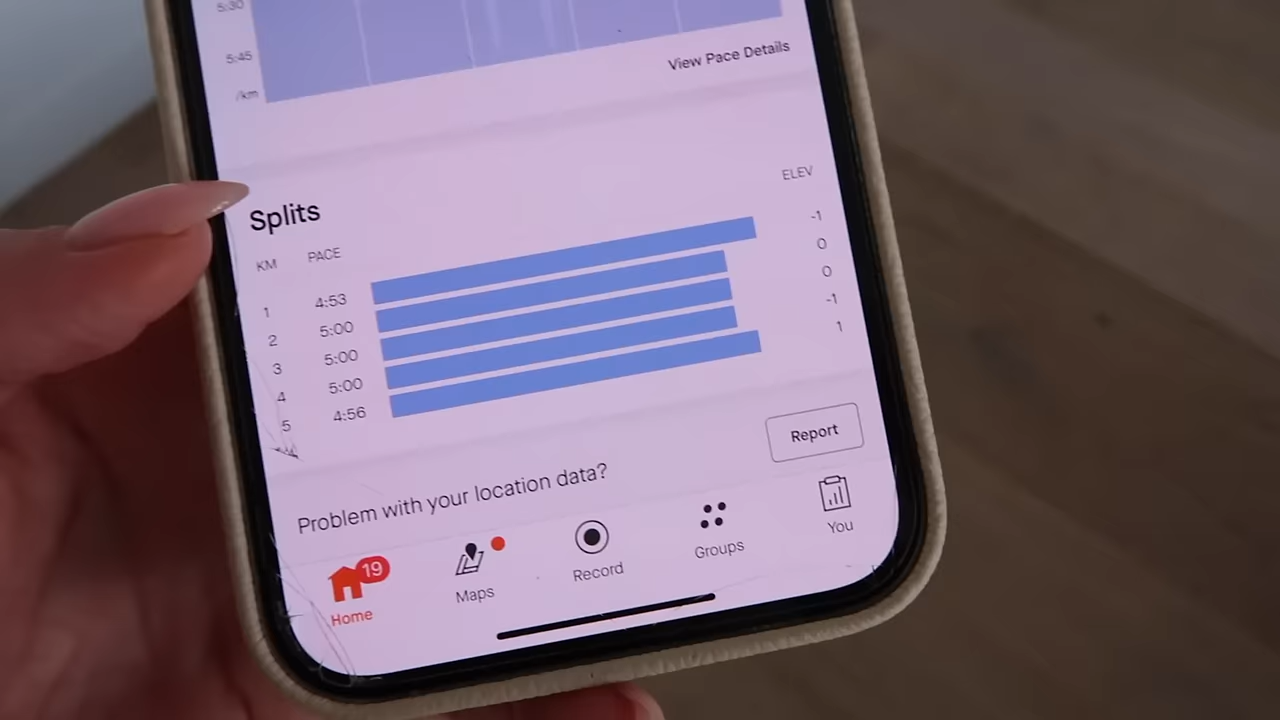 5:30
5:45
/km
View Pace Details
Splits
ELEV
KM PACE
1 4:53 -1
2 5:00 0
3 5:00 0
4 5:00 -1
5 4:56 1
Problem with your location data?
Report
19
Home
Maps
Record
Groups
You